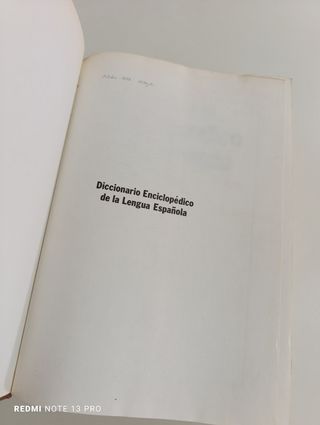 Diccionario Enciclopédico
de la Lengua Española
REDMI NOTE 13 PRO